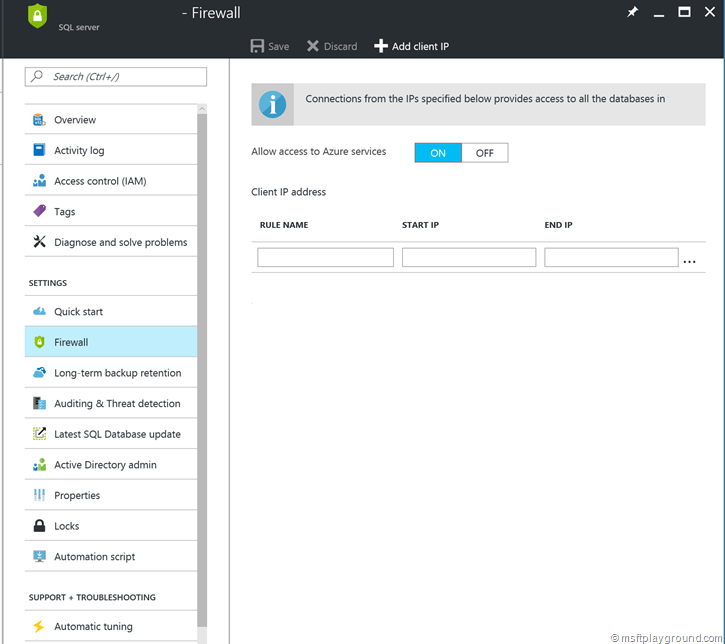 - Firewall
SQL server
Save Discard Add client IP
Search (Ctrl+/)
Overview
Activity log
Access control (IAM)
Tags
Diagnose and solve problems
SETTINGS
Quick start
Firewall
Long-term backup retention
Auditing & Threat detection
Latest SQL Database update
Active Directory admin
Properties
Locks
Automation script
SUPPORT + TROUBLESHOOTING
Automatic tuning
Connections from the IPs specified below provides access to all the databases in
Allow access to Azure services ON OFF
Client IP address
RULE NAME START IP END IP
...
© msftplayground.com